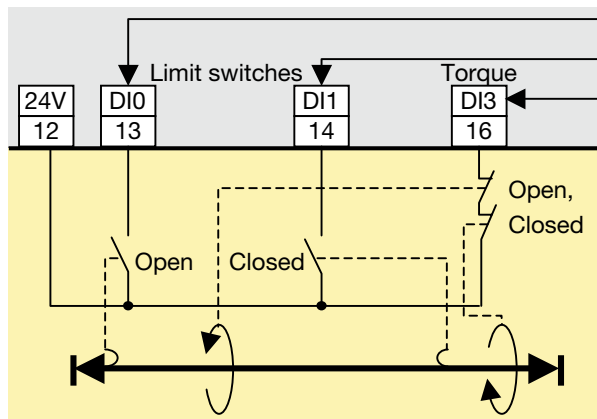 Limit switches
Torque
24V
DI0
DI1
DI3
12
13
14
16
Open,
Closed
Open
Closed